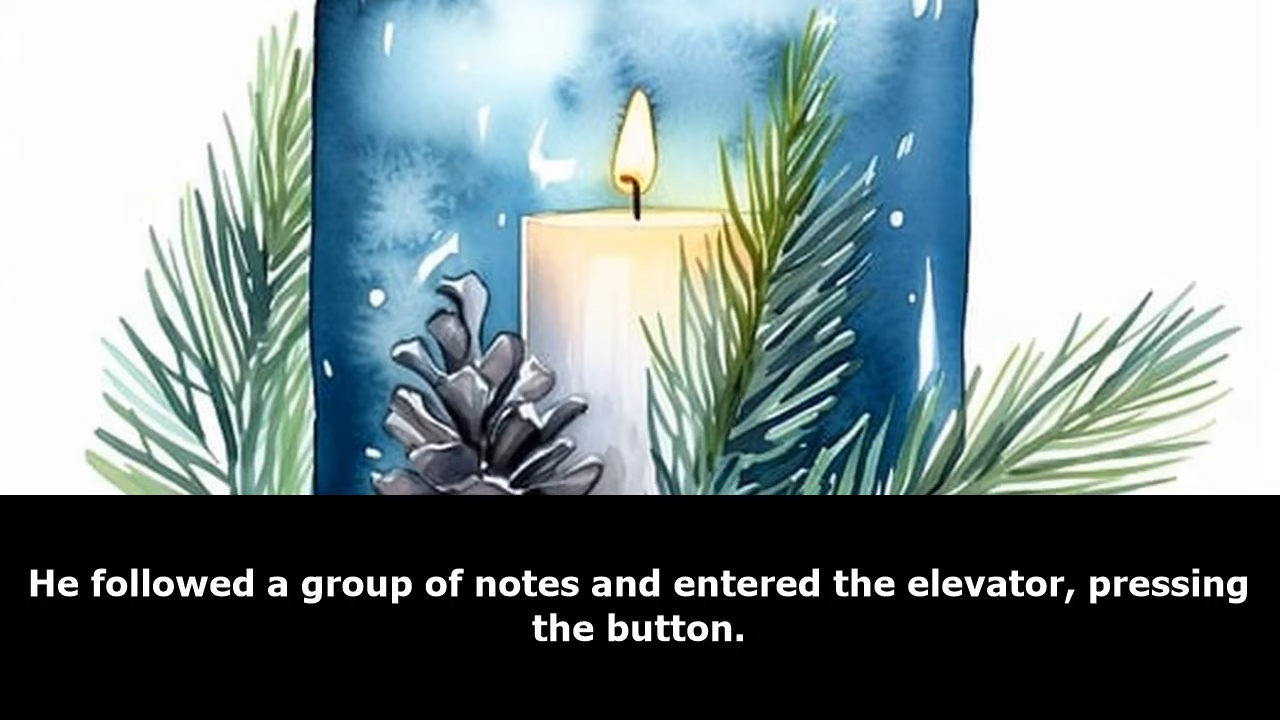 He followed a group of notes and entered the elevator, pressing
the button.